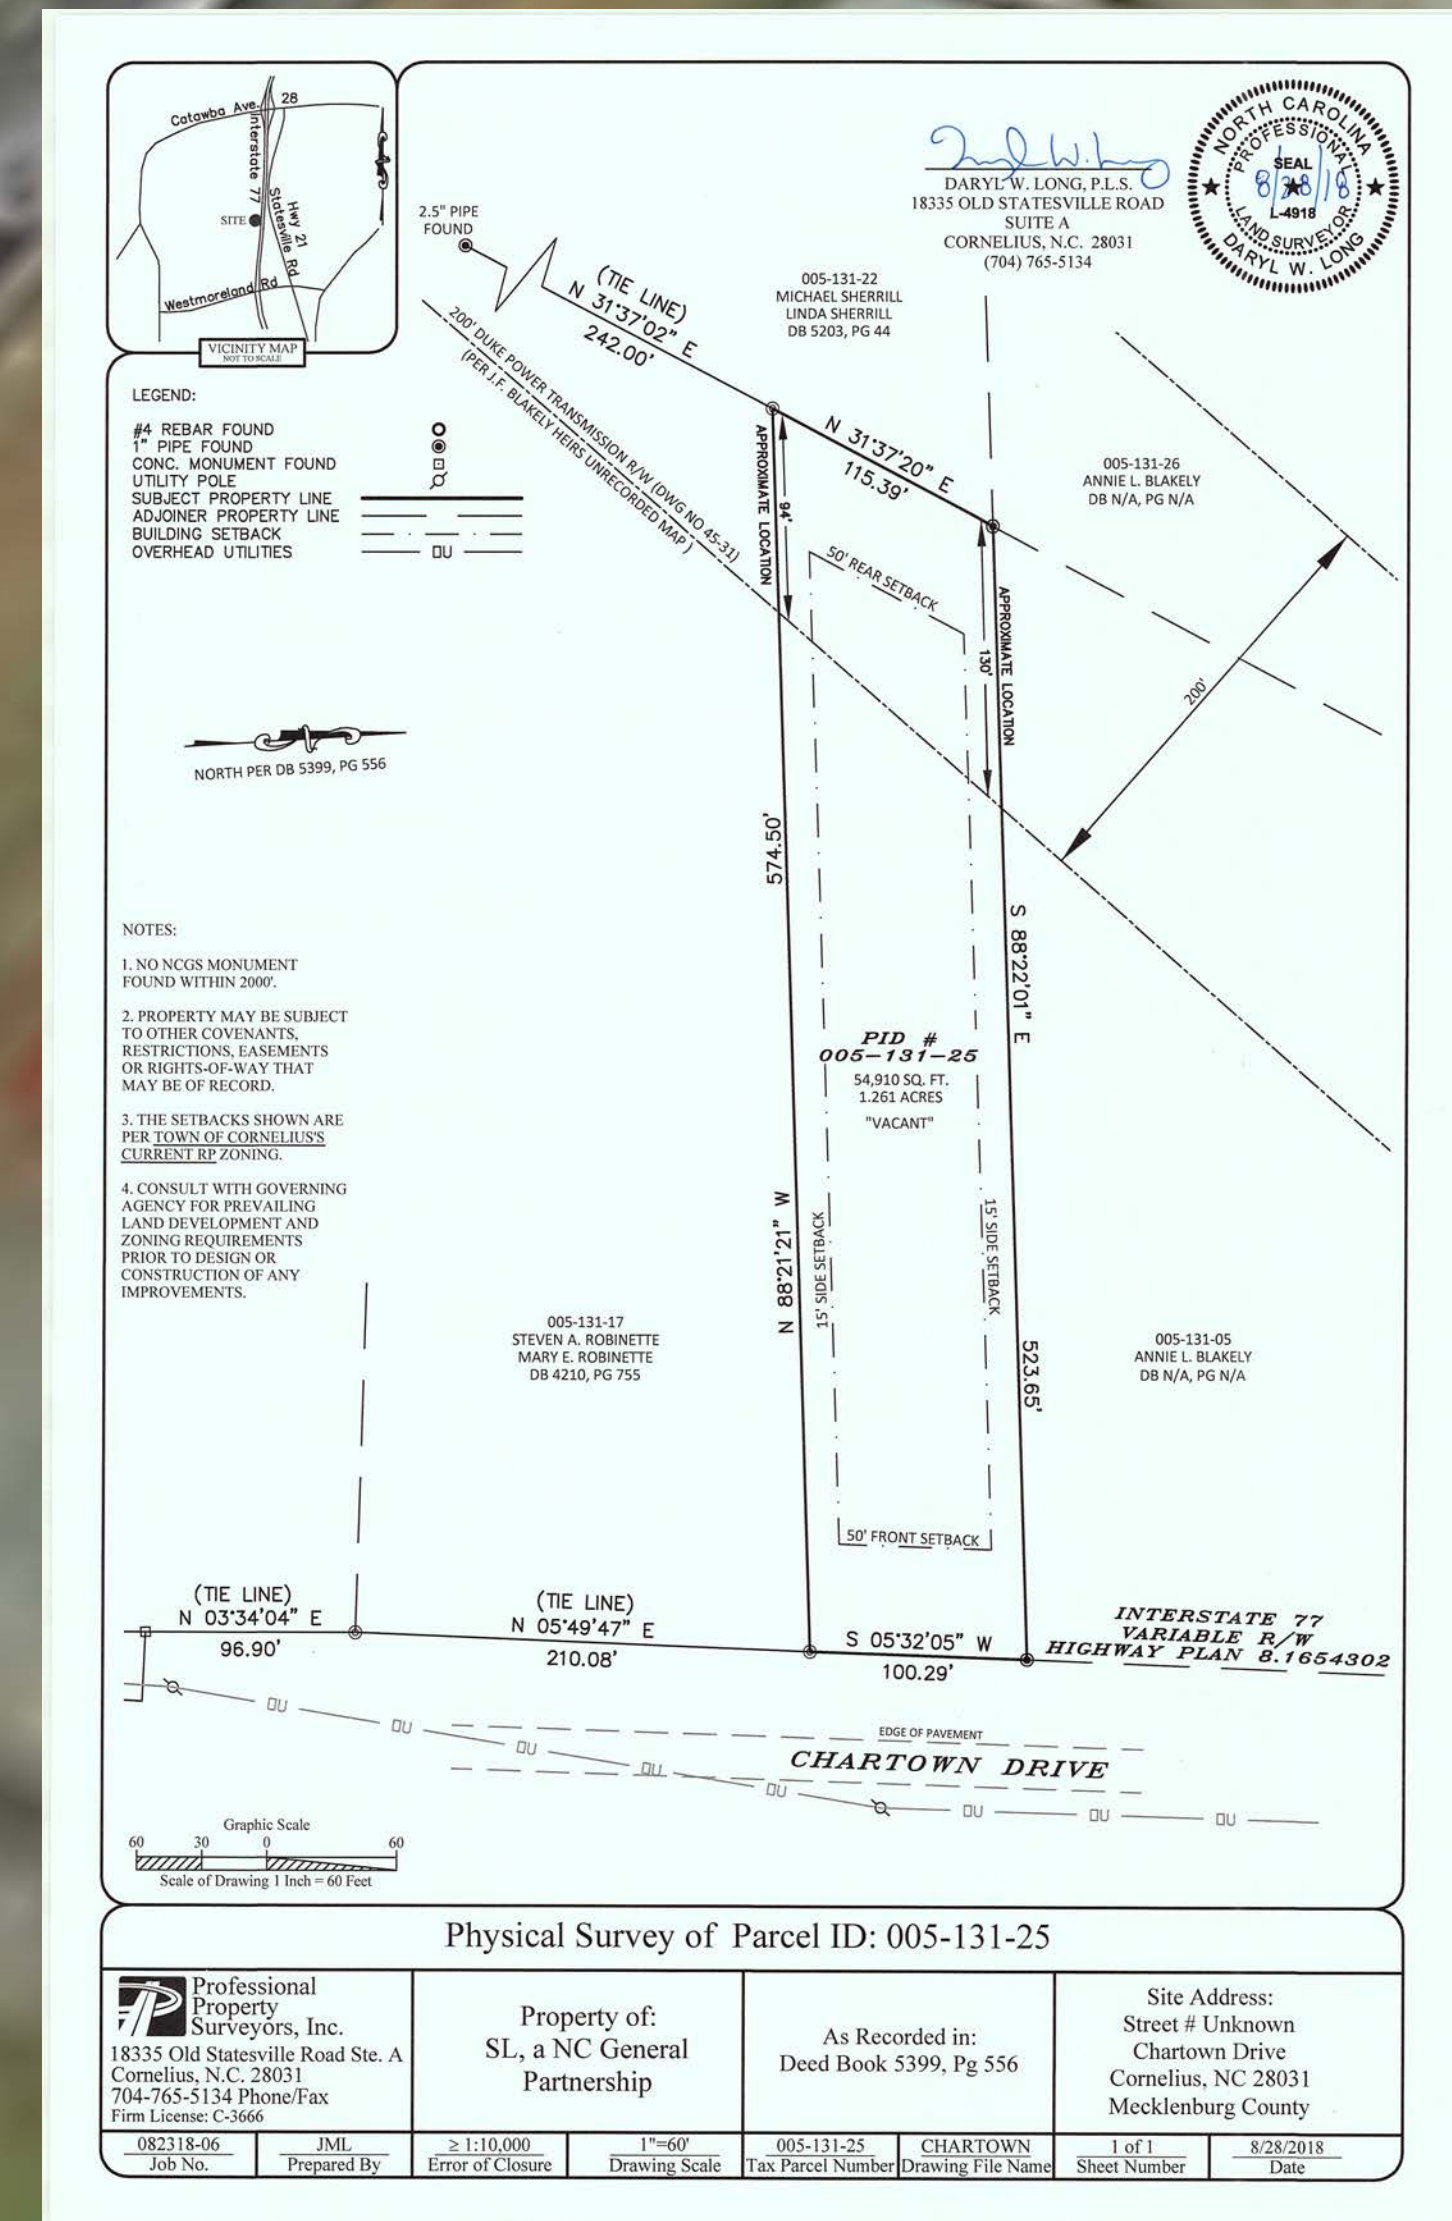 Catawba Ave.
28
Interstate 77
Hwy 21
Statesville Rd
SITE
Westmoreland Rd
VICINITY MAP
NOT TO SCALE
LEGEND:
#4 REBAR FOUND
1" PIPE FOUND
CONC. MONUMENT FOUND
UTILITY POLE
SUBJECT PROPERTY LINE
ADJOINER PROPERTY LINE
BUILDING SETBACK
OVERHEAD UTILITIES
OU
DARYL W. LONG, P.L.S.
18335 OLD STATESVILLE ROAD
SUITE A
CORNELIUS, N.C. 28031
(704) 765-5134
NORTH CAROLINA
PROFESSIONAL
SEAL
8/28/18
L-4918
LAND SURVEYOR
DARYL W. LONG
2.5" PIPE
FOUND
(TIE LINE)
N 31°37'02" E
242.00'
005-131-22
MICHAEL SHERRILL
LINDA SHERRILL
DB 5203, PG 44
200' DUKE POWER TRANSMISSION R/W (DWG NO 45-31)
(PER J.F. BLAKELY HEIRS UNRECORDED MAP )
N 31°37'20" E
115.39'
005-131-26
ANNIE L. BLAKELY
DB N/A, PG N/A
APPROXIMATE LOCATION
94'
50' REAR SETBACK
130'
APPROXIMATE LOCATION
200'
NORTH PER DB 5399, PG 556
574.50'
N 88°21'21" W
S 88°22'01" E
523.65'
NOTES:
1. NO NCGS MONUMENT
FOUND WITHIN 2000'.
2. PROPERTY MAY BE SUBJECT
TO OTHER COVENANTS,
RESTRICTIONS, EASEMENTS
OR RIGHTS-OF-WAY THAT
MAY BE OF RECORD.
3. THE SETBACKS SHOWN ARE
PER TOWN OF CORNELIUS'S
CURRENT RP ZONING.
4. CONSULT WITH GOVERNING
AGENCY FOR PREVAILING
LAND DEVELOPMENT AND
ZONING REQUIREMENTS
PRIOR TO DESIGN OR
CONSTRUCTION OF ANY
IMPROVEMENTS.
PID #
005-131-25
54,910 SQ. FT.
1.261 ACRES
"VACANT"
15' SIDE SETBACK
15' SIDE SETBACK
005-131-17
STEVEN A. ROBINETTE
MARY E. ROBINETTE
DB 4210, PG 755
005-131-05
ANNIE L. BLAKELY
DB N/A, PG N/A
50' FRONT SETBACK
(TIE LINE)
N 03°34'04" E
96.90'
(TIE LINE)
N 05°49'47" E
210.08'
S 05°32'05" W
100.29'
INTERSTATE 77
VARIABLE R/W
HIGHWAY PLAN 8.1654302
OU
OU
OU
OU
OU
OU
OU
OU
EDGE OF PAVEMENT
CHARTOWN DRIVE
Graphic Scale
60 30 0 60
Scale of Drawing 1 Inch = 60 Feet
Physical Survey of Parcel ID: 005-131-25
Professional
Property
Surveyors, Inc.
18335 Old Statesville Road Ste. A
Cornelius, N.C. 28031
704-765-5134 Phone/Fax
Firm License: C-3666
Property of:
SL, a NC General
Partnership
As Recorded in:
Deed Book 5399, Pg 556
Site Address:
Street # Unknown
Chartown Drive
Cornelius, NC 28031
Mecklenburg County
082318-06
Job No.
JML
Prepared By
≥ 1:10,000
Error of Closure
1"=60'
Drawing Scale
005-131-25
Tax Parcel Number
CHARTOWN
Drawing File Name
1 of 1
Sheet Number
8/28/2018
Date